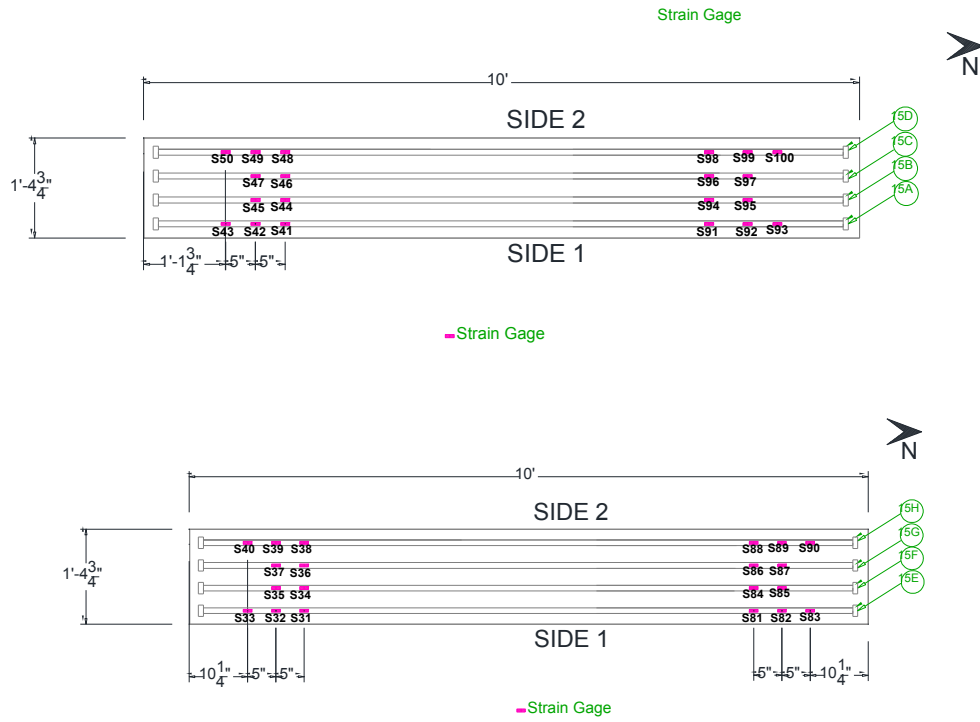 Strain Gage
N
10'
SIDE 2
15D
15C
15B
15A
S50 S49 S48 S98 S99 S100
S47 S46 S96 S97
S45 S44 S94 S95
S43 S42 S41 S91 S92 S93
1'-4 3/4"
SIDE 1
1'-1 3/4" 5" 5"
Strain Gage
N
10'
SIDE 2
15H
15G
15F
15E
S40 S39 S38 S88 S89 S90
S37 S36 S86 S87
S35 S34 S84 S85
S33 S32 S31 S81 S82 S83
1'-4 3/4"
SIDE 1
10 1/4" 5" 5" 5" 10 1/4"
Strain Gage